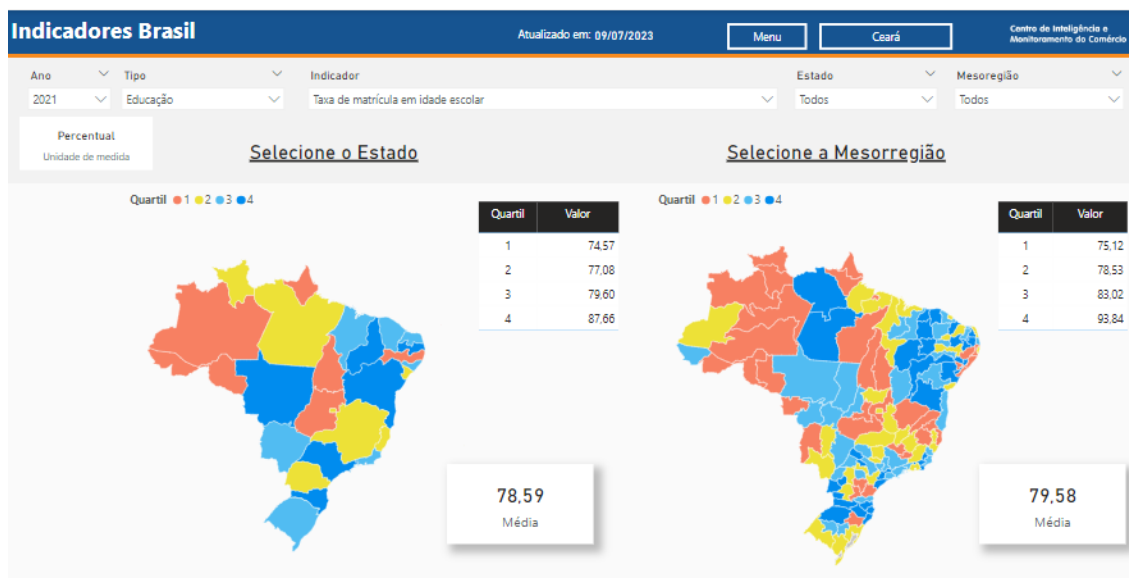 Indicadores Brasil
Atualizado em: 09/07/2023
Menu
Ceará
Centro de Inteligência e
Monitoramento do Comércio
Ano
Tipo
Indicador
Estado
Mesoregião
2021
Educação
Taxa de matrícula em idade escolar
Todos
Todos
Percentual
Unidade de medida
Selecione o Estado
Selecione a Mesorregião
Quartil 1 2 3 4
Quartil Valor
1 74,57
2 77,08
3 79,60
4 87,66
78,59
Média
Quartil 1 2 3 4
Quartil Valor
1 75,12
2 78,53
3 83,02
4 93,84
79,58
Média